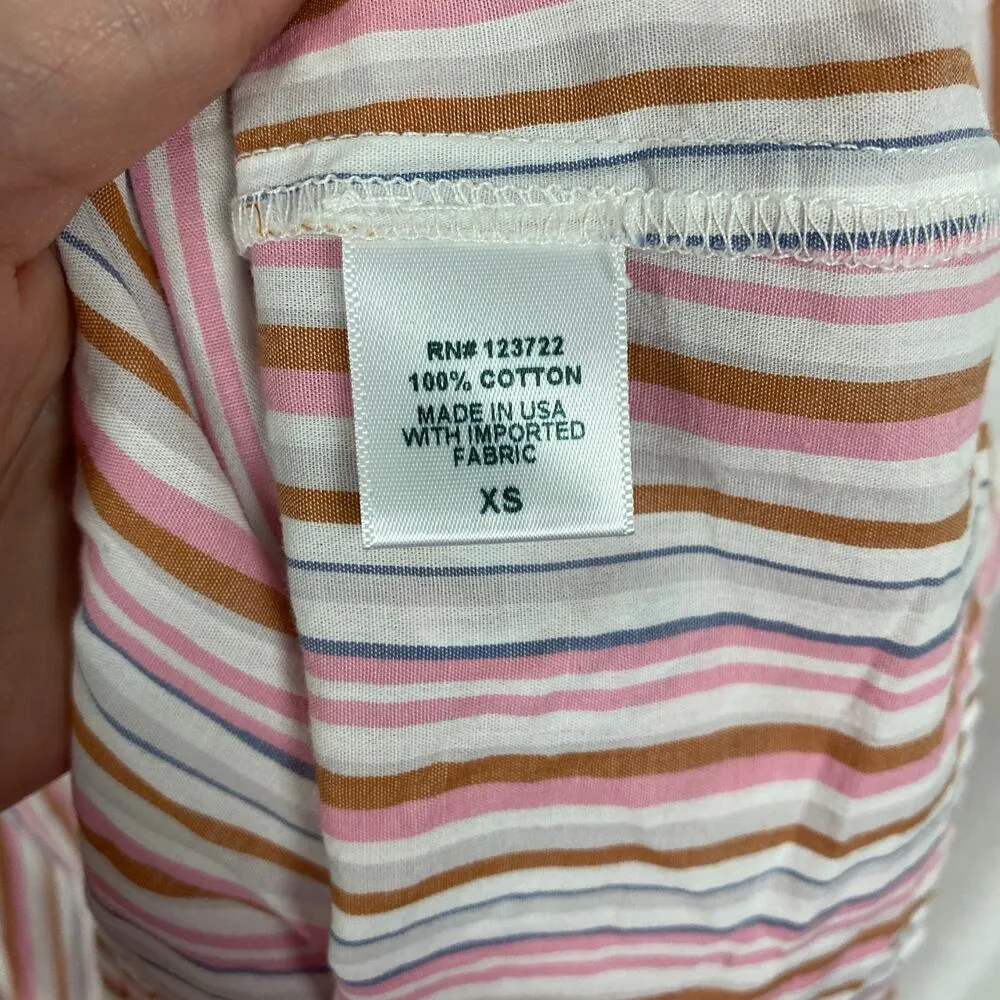 RN# 123722
100% COTTON
MADE IN USA
WITH IMPORTED
FABRIC
XS